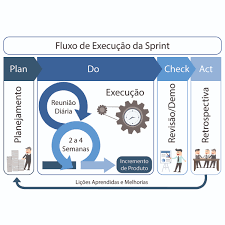 Fluxo de Execução da Sprint
Plan
Do
Check
Act
Planejamento
Reunião
Diária
Execução
2 a 4
Semanas
Incremento
de Produto
Revisão/Demo
Retrospectiva
Lições Aprendidas e Melhorias